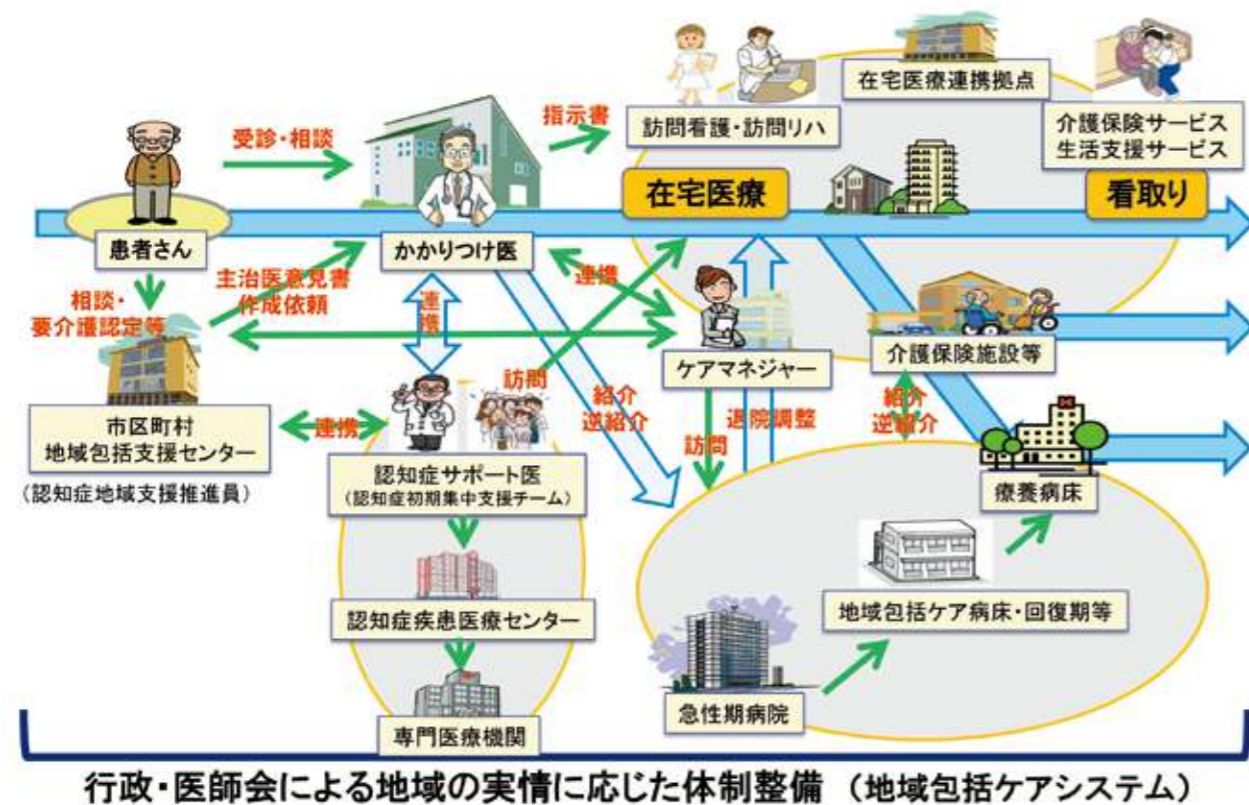 在宅医療連携拠点
訪問看護・訪問リハ
介護保険サービス
生活支援サービス
指示書
受診・相談
在宅医療
看取り
患者さん
かかりつけ医
相談・
要介護認定等
主治医意見書
作成依頼
連携
連携
ケアマネジャー
介護保険施設等
市区町村
地域包括支援センター
(認知症地域支援推進員)
連携
訪問
紹介
逆紹介
訪問
退院調整
紹介
逆紹介
認知症サポート医
(認知症初期集中支援チーム)
療養病床
認知症疾患医療センター
地域包括ケア病床・回復期等
専門医療機関
急性期病院
行政・医師会による地域の実情に応じた体制整備 (地域包括ケアシステム)